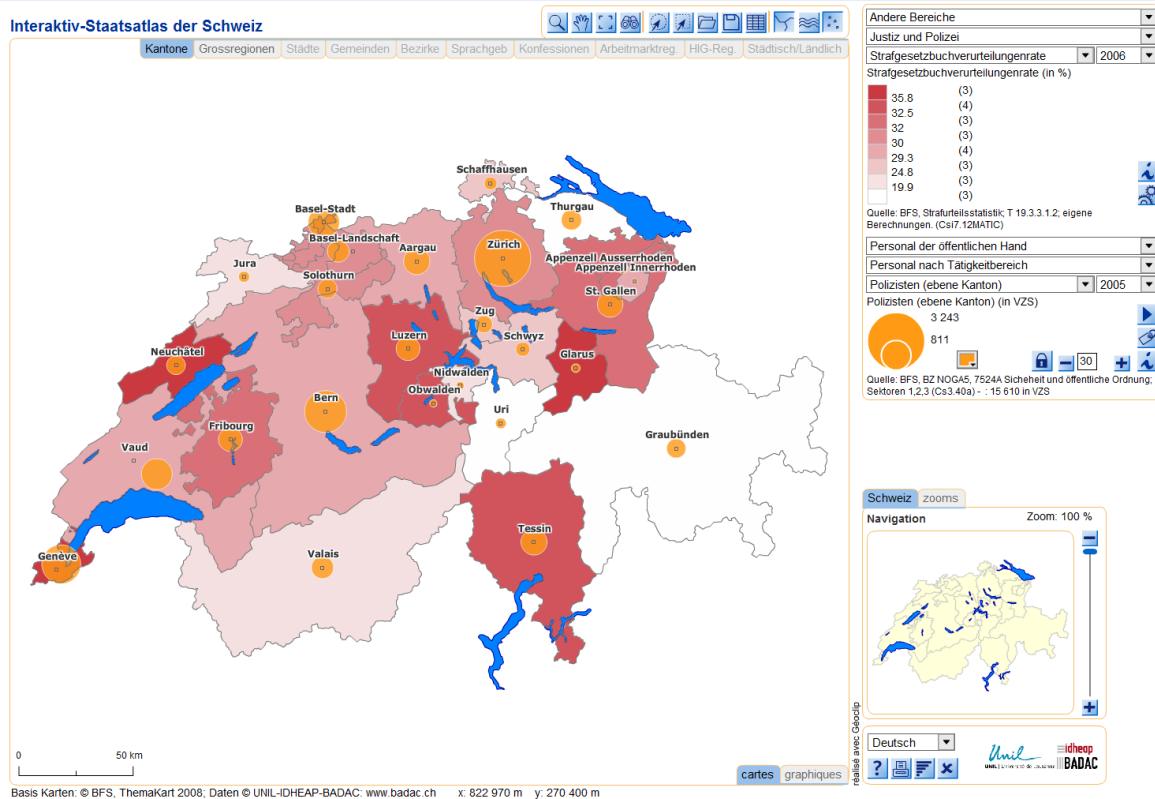 Interaktiv-Staatsatlas der Schweiz
Kantone Grossregionen Städte Gemeinden Bezirke Sprachgeb Konfessionen Arbeitmarktreg. HIG-Reg. Städtisch/Ländlich
Schaffhausen
Basel-Stadt
Thurgau
Basel-Landschaft
Zürich
Aargau
Appenzell Ausserrhoden
Jura
Appenzell Innerrhoden
Solothurn
St. Gallen
Zug
Luzern
Schwyz
Neuchâtel
Glarus
Nidwalden
Obwalden
Bern
Uri
Fribourg
Graubünden
Vaud
Tessin
Genève
Valais
0 50 km
cartes graphiques
Basis Karten: © BFS, ThemaKart 2008; Daten © UNIL-IDHEAP-BADAC: www.badac.ch x: 822 970 m y: 270 400 m
réalisé avec Géoclip
Andere Bereiche
Justiz und Polizei
Strafgesetzbuchverurteilungenrate 2006
Strafgesetzbuchverurteilungenrate (in %)
35.8 (3)
32.5 (4)
32 (3)
30 (3)
29.3 (4)
24.8 (3)
19.9 (3)
(3)
Quelle: BFS, Strafurteilsstatistik; T 19.3.3.1.2; eigene
Berechnungen. (Csi7.12MATIC)
Personal der öffentlichen Hand
Personal nach Tätigkeitbereich
Polizisten (ebene Kanton) 2005
Polizisten (ebene Kanton) (in VZS)
3 243
811
30
Quelle: BFS, BZ NOGA5, 7524A Sicheheit und öffentliche Ordnung;
Sektoren 1,2,3 (Cs3.40a) - : 15 610 in VZS
Schweiz zooms
Navigation Zoom: 100 %
Deutsch
Unil
idheap
BADAC